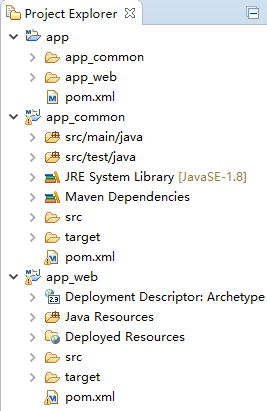 Project Explorer
app
app_common
app_web
pom.xml
app_common
src/main/java
src/test/java
JRE System Library [JavaSE-1.8]
Maven Dependencies
src
target
pom.xml
app_web
2.3 Deployment Descriptor: Archetype
Java Resources
Deployed Resources
src
target
pom.xml